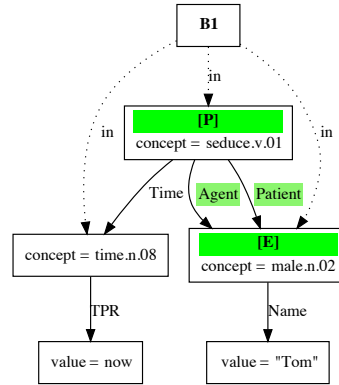 B1
in
in
in
[P]
concept = seduce.v.01
Time
Agent
Patient
concept = time.n.08
[E]
concept = male.n.02
TPR
Name
value = now
value = "Tom"